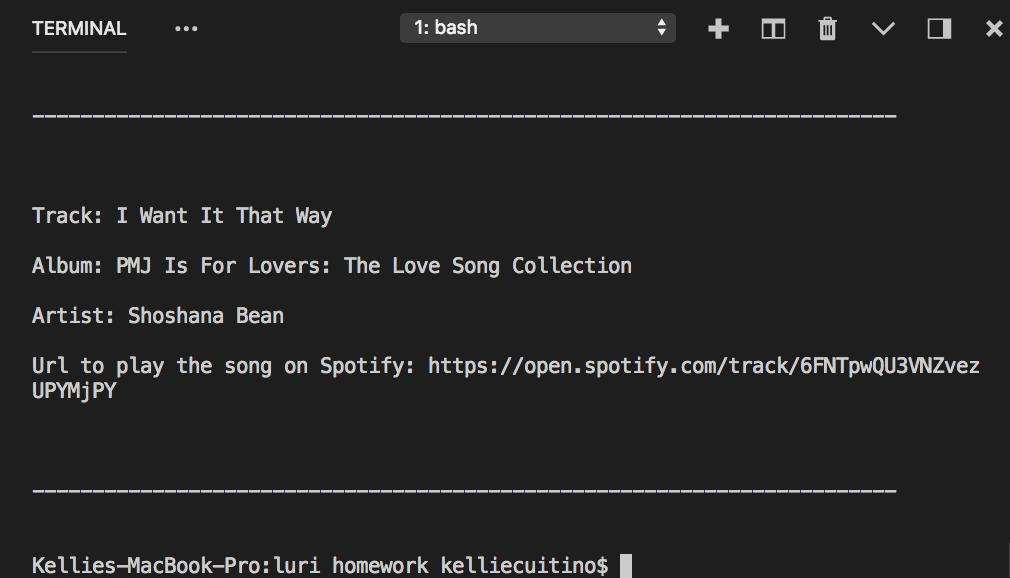 TERMINAL ••• 1: bash
------------------------------------------------------------------------
Track: I Want It That Way
Album: PMJ Is For Lovers: The Love Song Collection
Artist: Shoshana Bean
Url to play the song on Spotify: https://open.spotify.com/track/6FNTpwQU3VNZvez
UPYMjPY
------------------------------------------------------------------------
Kellies-MacBook-Pro:luri homework kelliecuitino$